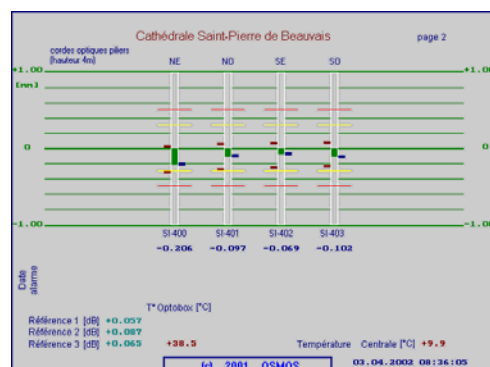 Cathédrale Saint-Pierre de Beauvais
page 2
cordes optiques piliers
(hauteur 4m)
NE NO SE SO
+1.00 +1.00
[mm]
0 0
-1.00 -1.00
SI-400 SI-401 SI-402 SI-403
-0.206 -0.097 -0.069 -0.102
Date alarme
T° Optobox [°C]
Référence 1 [dB] +0.057
Référence 2 [dB] +0.087
Référence 3 [dB] +0.065 +38.5 Température Centrale [°C] +9.9
(c) 2001 OSMOS 03.04.2002 08:36:05